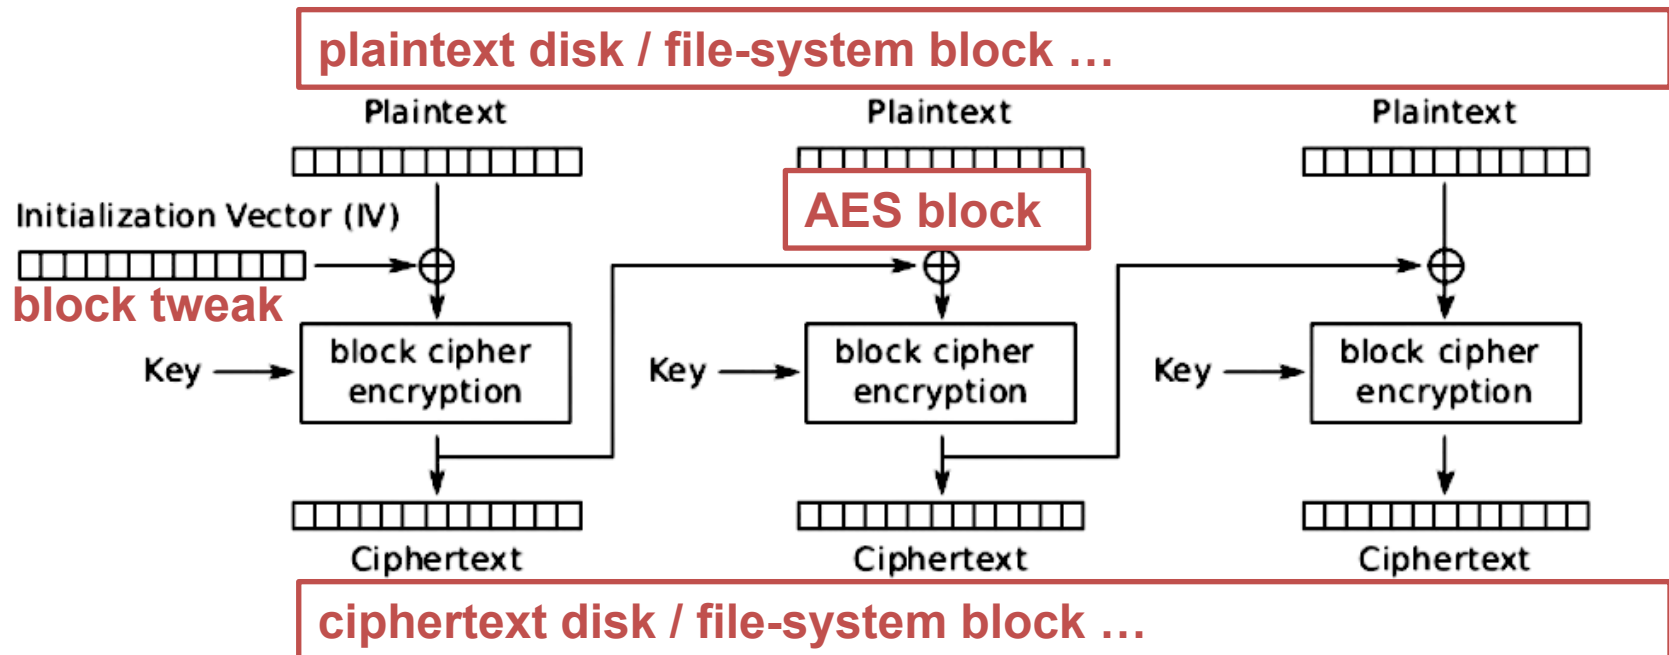 plaintext disk / file-system block …
Plaintext
Plaintext
Plaintext
Initialization Vector (IV)
AES block
block tweak
Key
block cipher
encryption
Key
block cipher
encryption
Key
block cipher
encryption
Ciphertext
Ciphertext
Ciphertext
ciphertext disk / file-system block …